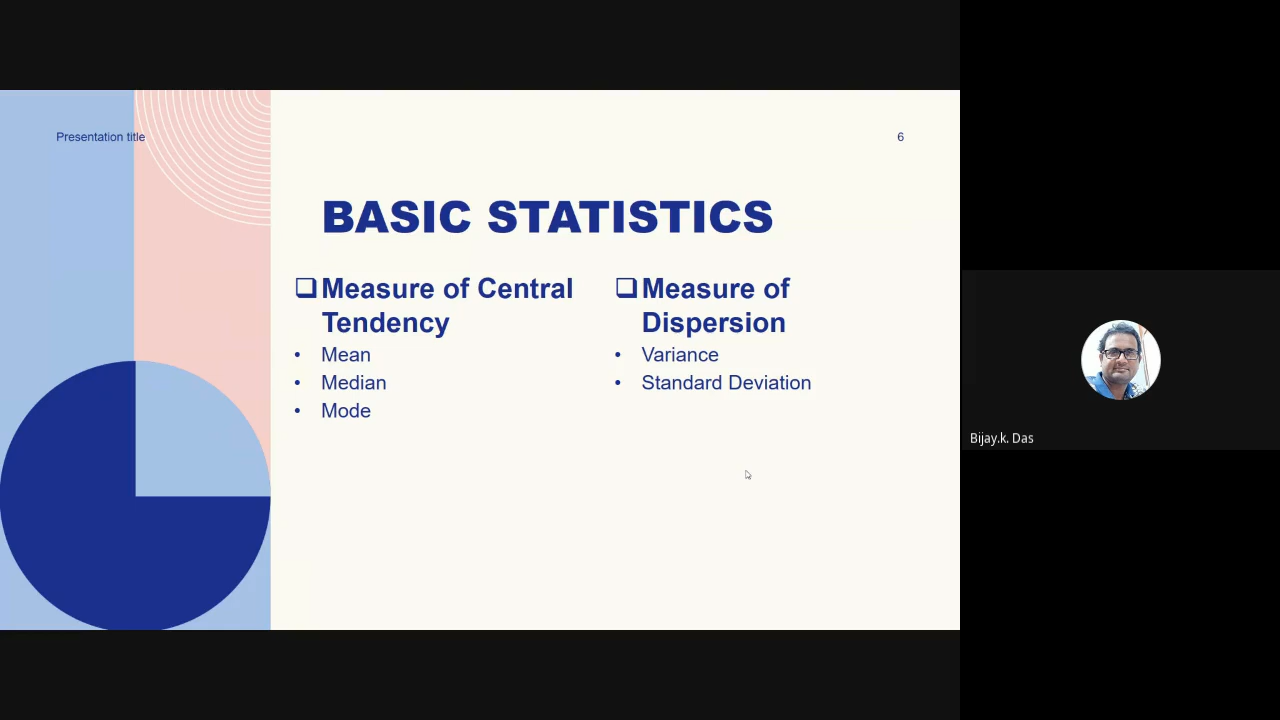 Presentation title
6
BASIC STATISTICS
❑Measure of Central
Tendency
• Mean
• Median
• Mode
❑Measure of
Dispersion
• Variance
• Standard Deviation
Bijay.k. Das